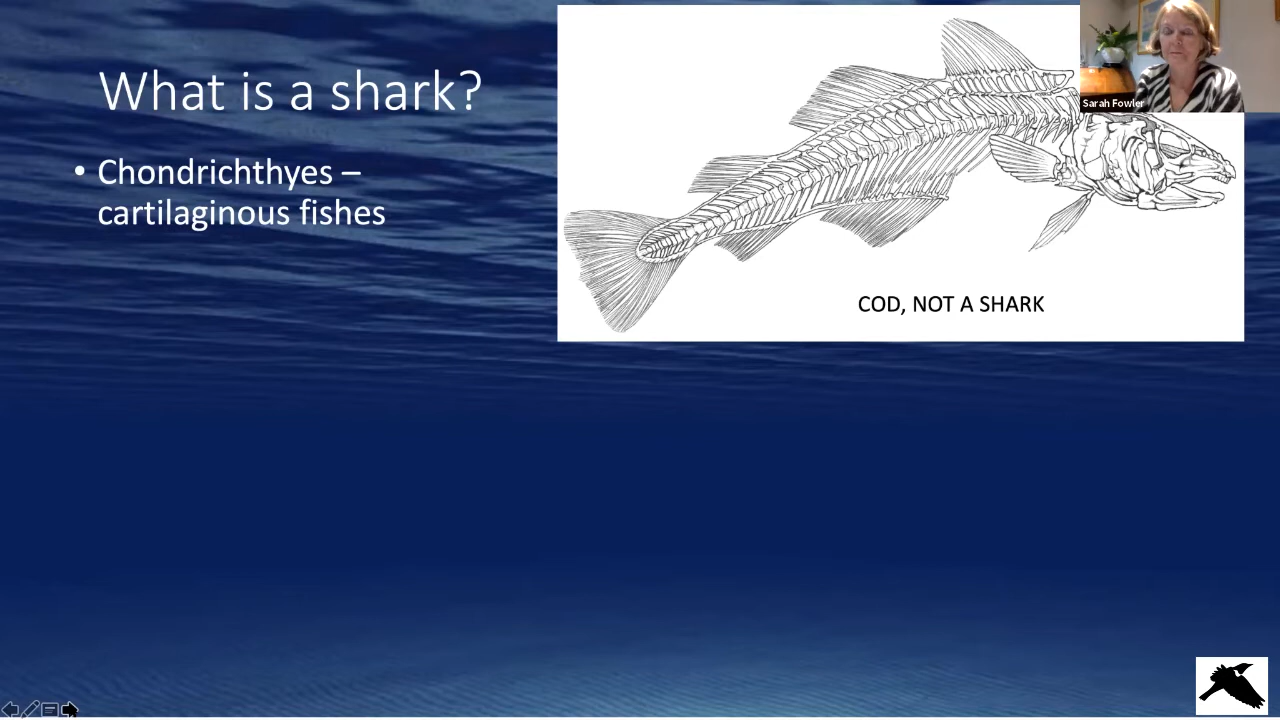 What is a shark?
• Chondrichthyes –
cartilaginous fishes
COD, NOT A SHARK
Sarah Fowler